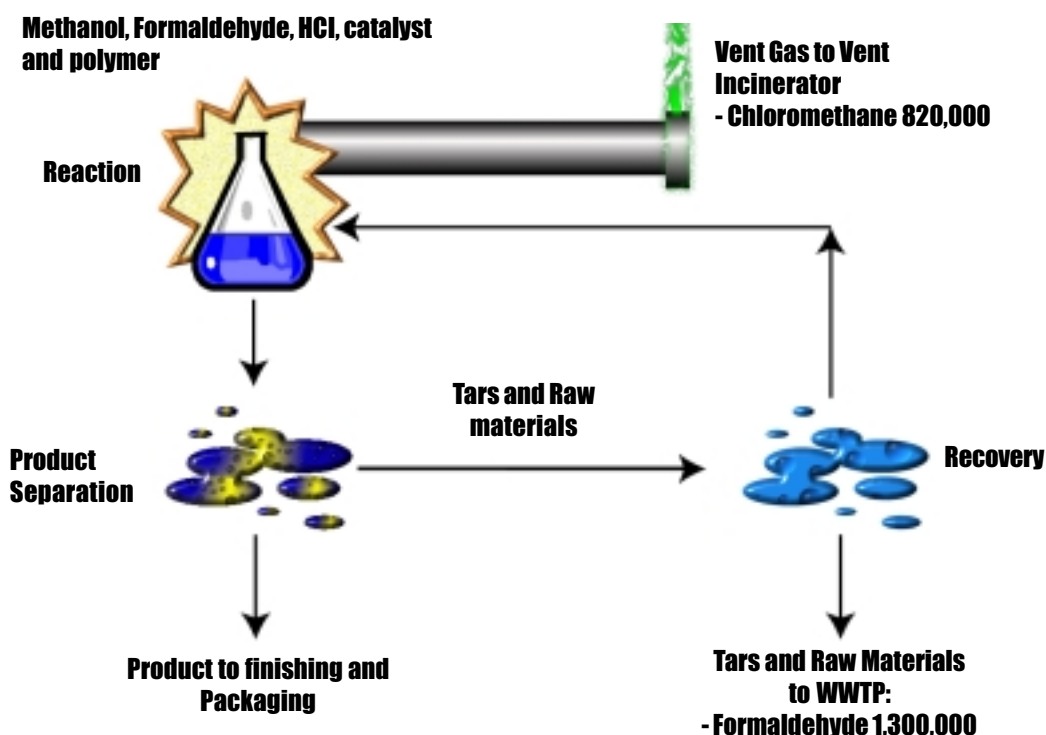 Methanol, Formaldehyde, HCl, catalyst
and polymer
Vent Gas to Vent
Incinerator
- Chloromethane 820,000
Reaction
Tars and Raw
materials
Product
Separation
Recovery
Product to finishing and
Packaging
Tars and Raw Materials
to WWTP:
- Formaldehyde 1,300,000